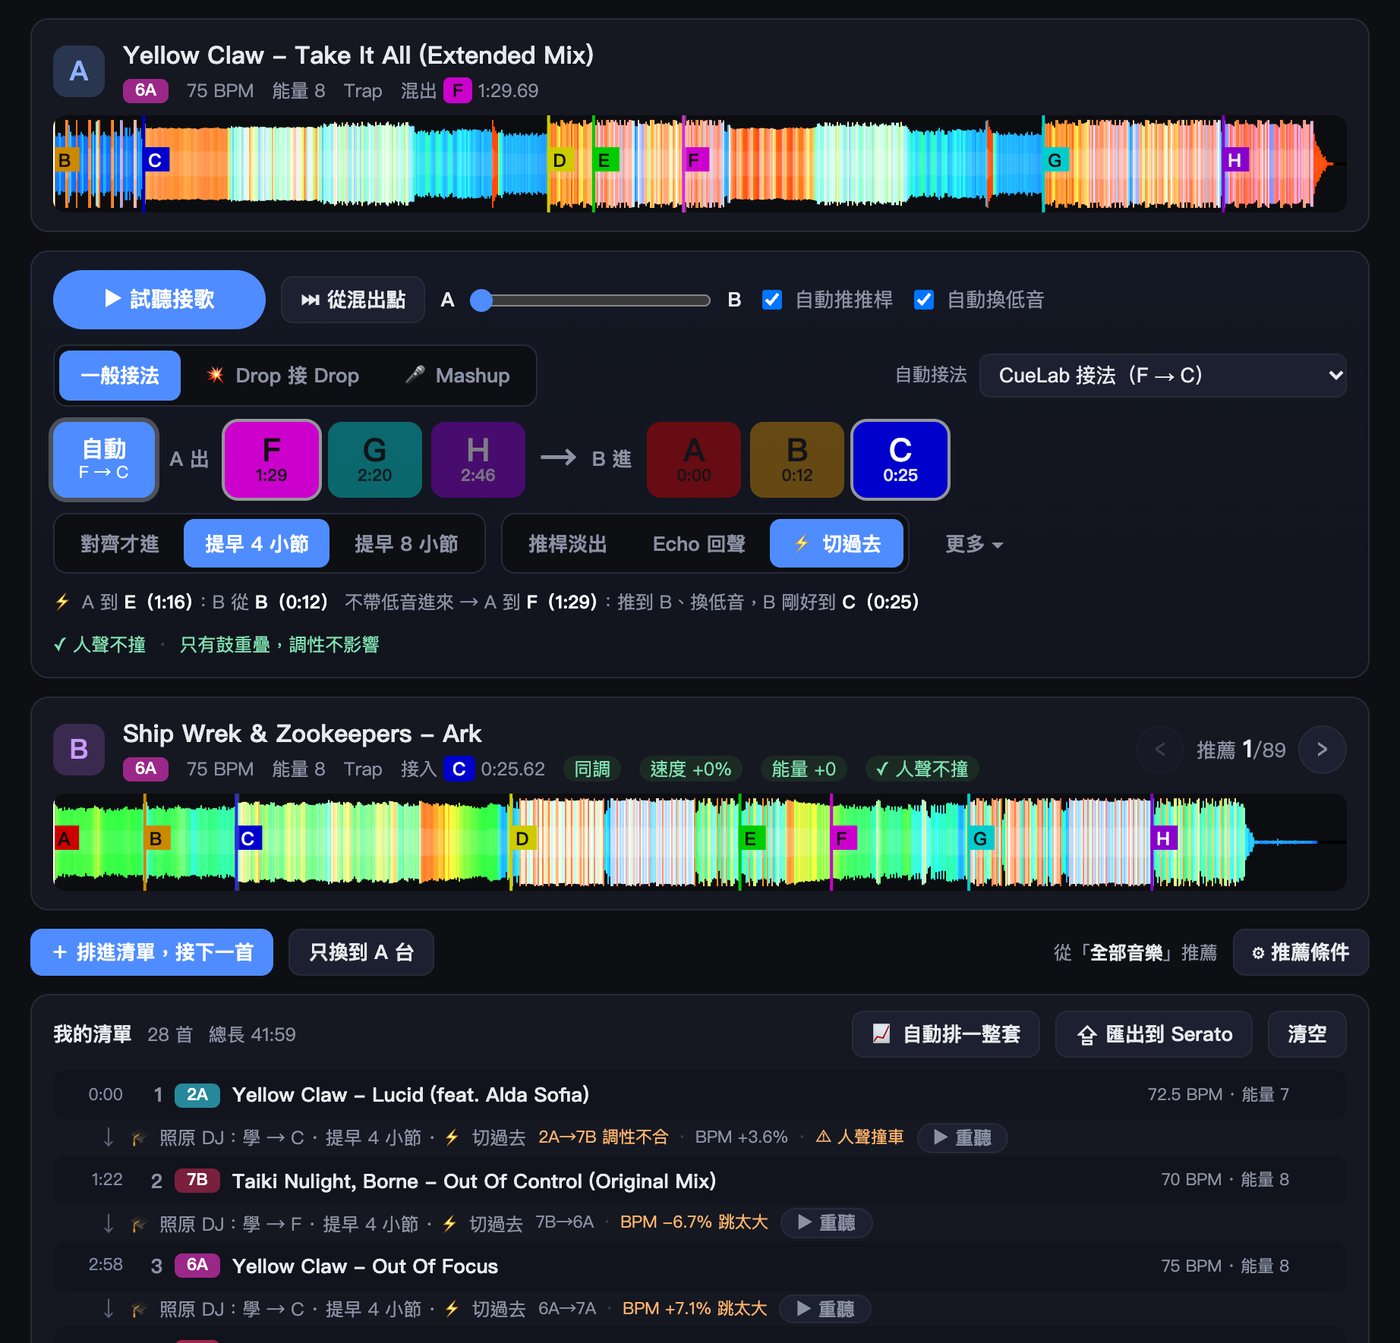 A
Yellow Claw – Take It All (Extended Mix)
6A 75 BPM 能量 8 Trap 混出 F 1:29.69
B C D E F G H
▶ 試聽接歌 ⏭ 從混出點 A B 自動推推桿 自動換低音
一般接法 💥 Drop 接 Drop 🎤 Mashup 自動接法 CueLab 接法（F → C）
自動 F → C A 出 F 1:29 G 2:20 H 2:46 → B 進 A 0:00 B 0:12 C 0:25
對齊才進 提早 4 小節 提早 8 小節 推桿淡出 Echo 回聲 ⚡ 切過去 更多
⚡ A 到 E（1:16）：B 從 B（0:12） 不帶低音進來 → A 到 F（1:29）：推到 B、換低音，B 剛好到 C（0:25）
✓ 人聲不撞 · 只有鼓重疊，調性不影響
B
Ship Wrek & Zookeepers – Ark
6A 75 BPM 能量 8 Trap 接入 C 0:25.62 同調 速度 +0% 能量 +0 ✓ 人聲不撞
< 推薦 1/89 >
A B C D E F G H
+ 排進清單，接下一首 只換到 A 台 從「全部音樂」推薦 ⚙ 推薦條件
我的清單 28 首 總長 41:59 📈 自動排一整套 匯出到 Serato 清空
0:00 1 2A Yellow Claw – Lucid (feat. Alda Sofia) 72.5 BPM · 能量 7
↓ 🎓 照原 DJ：學 → C · 提早 4 小節 · ⚡ 切過去 2A→7B 調性不合 · BPM +3.6% · ⚠ 人聲撞車 ▶ 重聽
1:22 2 7B Taiki Nulight, Borne – Out Of Control (Original Mix) 70 BPM · 能量 8
↓ 🎓 照原 DJ：學 → F · 提早 4 小節 · ⚡ 切過去 7B→6A · BPM −6.7% 跳太大 ▶ 重聽
2:58 3 6A Yellow Claw – Out Of Focus 75 BPM · 能量 8
↓ 🎓 照原 DJ：學 → C · 提早 4 小節 · ⚡ 切過去 6A→7A · BPM +7.1% 跳太大 ▶ 重聽